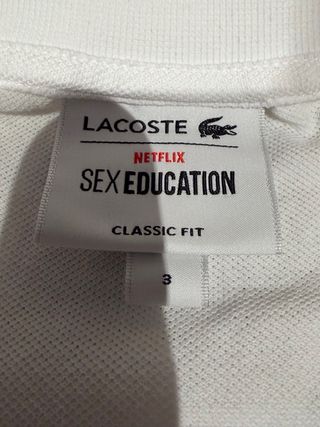 LACOSTE
NETFLIX
SEX EDUCATION
CLASSIC FIT
3